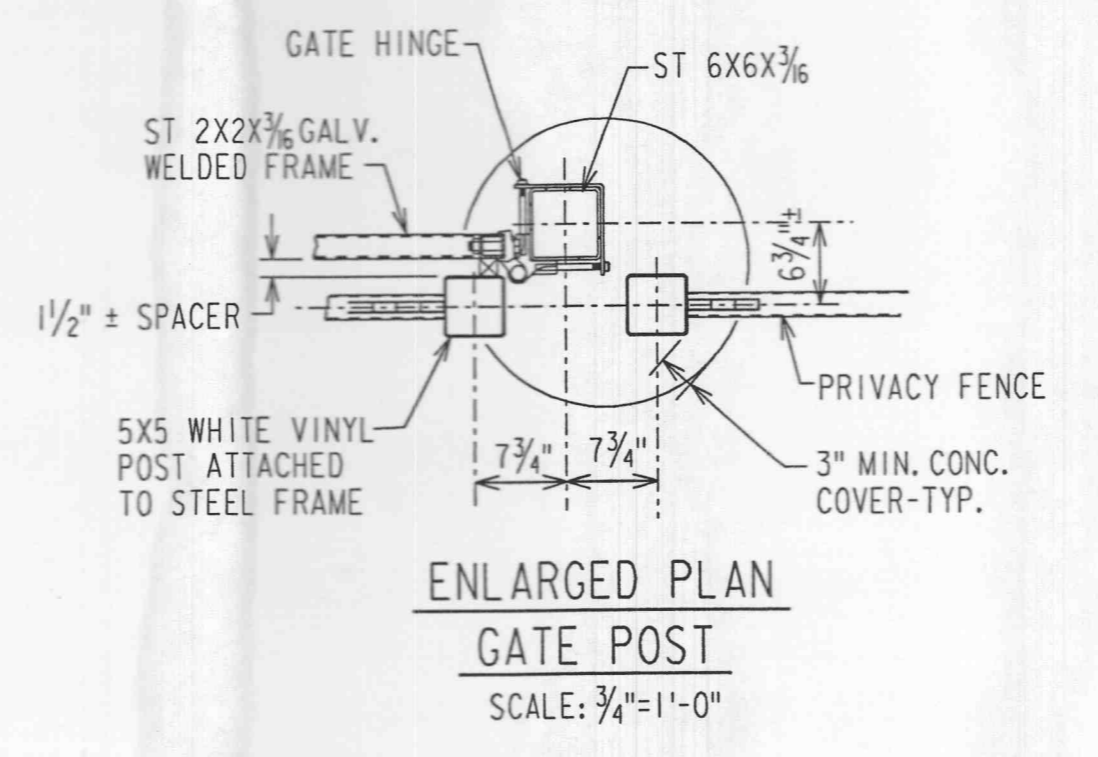 GATE HINGE
ST 6X6X3/16
ST 2X2X3/16 GALV.
WELDED FRAME
6 3/4"±
1 1/2" ± SPACER
PRIVACY FENCE
5X5 WHITE VINYL
POST ATTACHED
TO STEEL FRAME
7 3/4"
7 3/4"
3" MIN. CONC.
COVER-TYP.
ENLARGED PLAN
GATE POST
SCALE: 3/4"=1'-0"